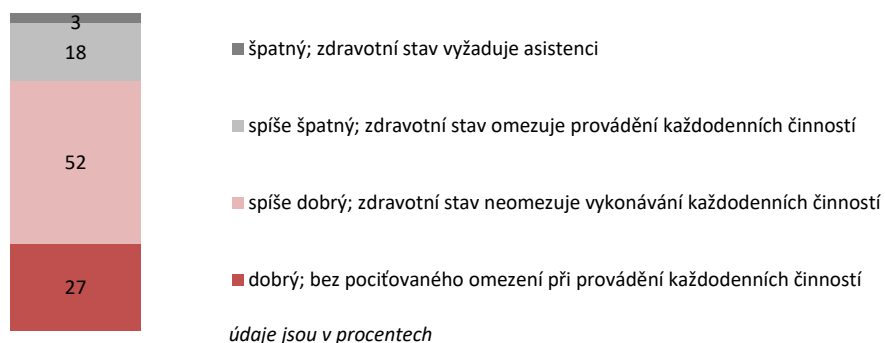 3
18
52
27
špatný; zdravotní stav vyžaduje asistenci
spíše špatný; zdravotní stav omezuje provádění každodenních činností
spíše dobrý; zdravotní stav neomezuje vykonávání každodenních činností
dobrý; bez pociťovaného omezení při provádění každodenních činností
údaje jsou v procentech